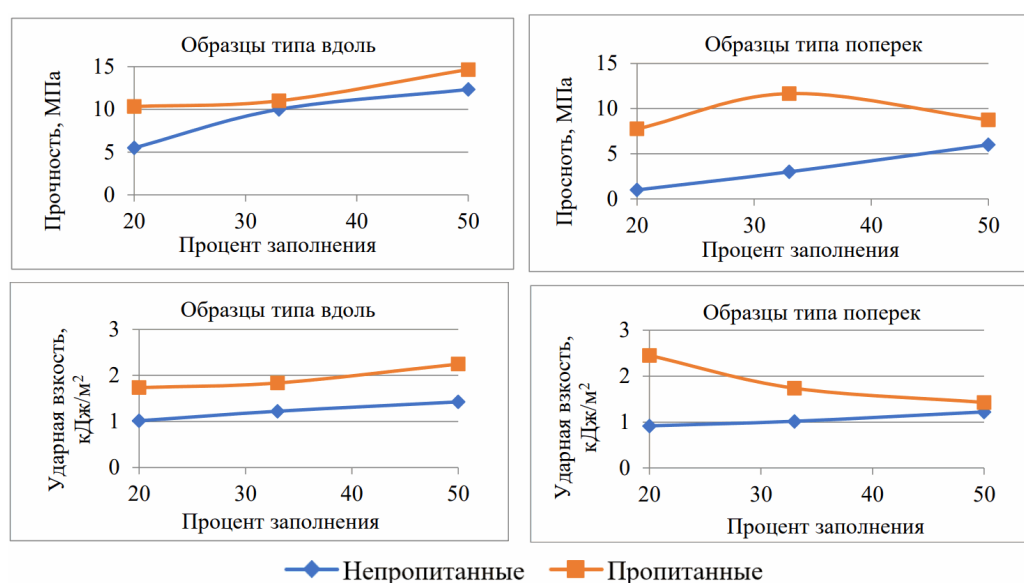 Образцы типа вдоль
Прочность, МПа
15
10
5
0
20 30 40 50
Процент заполнения
Образцы типа поперек
Просноть, МПа
15
10
5
0
20 30 40 50
Процент заполнения
Образцы типа вдоль
Ударная взкость,
кДж/м²
3
2
1
0
20 30 40 50
Процент заполнения
Образцы типа поперек
Ударная взкость,
кДж/м²
3
2
1
0
20 30 40 50
Процент заполнения
Непропитанные Пропитанные